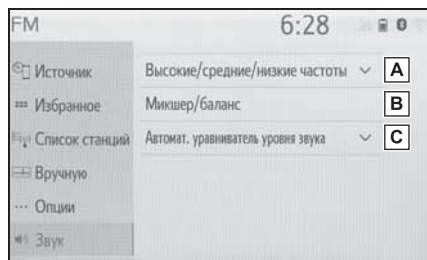 FM 6:28
Источник
Высокие/средние/низкие частоты A
Избранное
Микшер/баланс B
Список станций
Автомат. уравниватель уровня звука C
Вручную
Опции
Звук